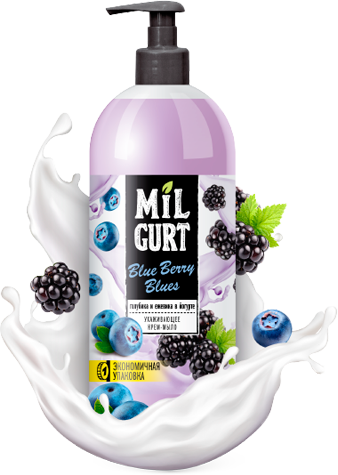 MiL
GURT
Blue Berry
Blues
голубика и ежевика в йогурте
УХАЖИВАЮЩЕЕ
КРЕМ-МЫЛО
ЭКОНОМИЧНАЯ
УПАКОВКА